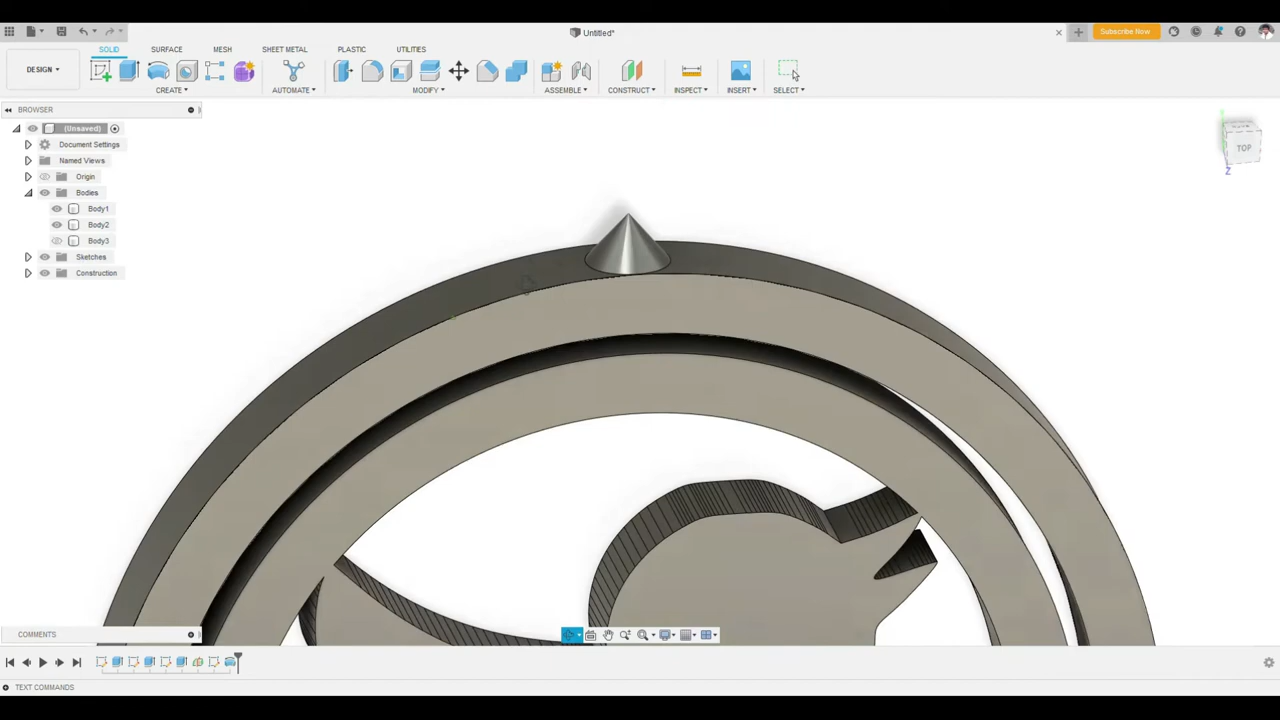 Untitled*
Subscribe Now
DESIGN
SOLID
SURFACE
MESH
SHEET METAL
PLASTIC
UTILITIES
CREATE
AUTOMATE
MODIFY
ASSEMBLE
CONSTRUCT
INSPECT
INSERT
SELECT
BROWSER
(Unsaved)
Document Settings
Named Views
Origin
Bodies
Body1
Body2
Body3
Sketches
Construction
TOP
Z
COMMENTS
TEXT COMMANDS